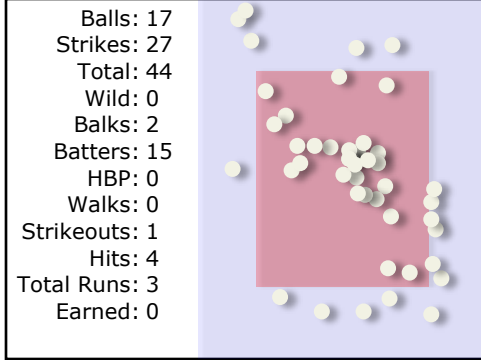 Balls: 17
Strikes: 27
Total: 44
Wild: 0
Balks: 2
Batters: 15
HBP: 0
Walks: 0
Strikeouts: 1
Hits: 4
Total Runs: 3
Earned: 0